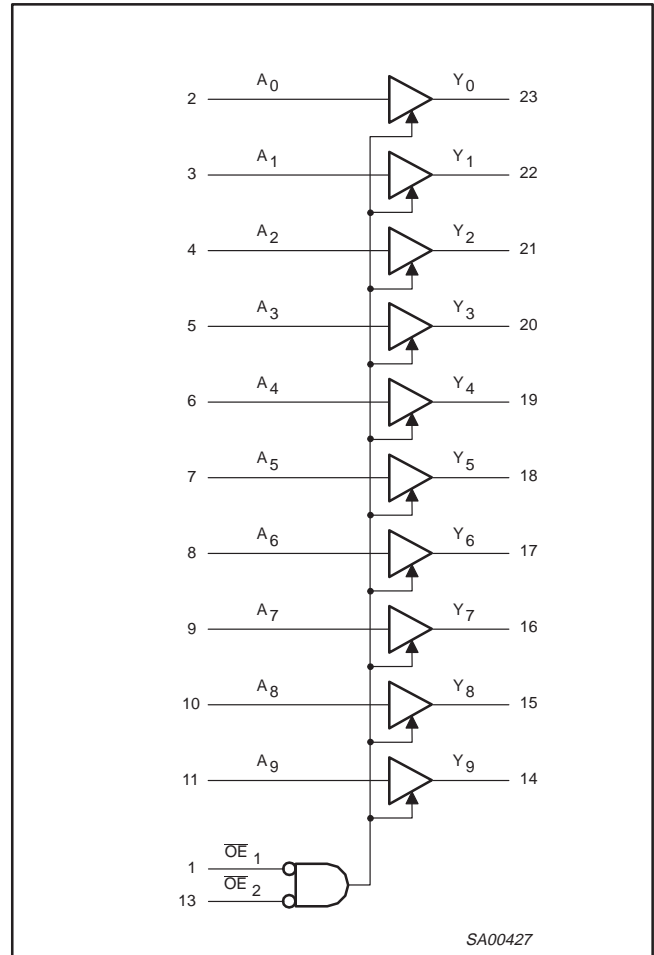 2 A0 Y0 23
3 A1 Y1 22
4 A2 Y2 21
5 A3 Y3 20
6 A4 Y4 19
7 A5 Y5 18
8 A6 Y6 17
9 A7 Y7 16
10 A8 Y8 15
11 A9 Y9 14
1 O̅E̅1
13 O̅E̅2
SA00427